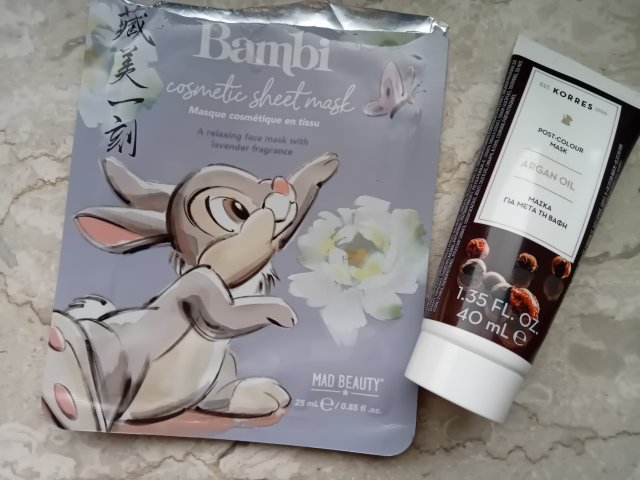 藏美一刻
Bambi
cosmetic sheet mask
Masque cosmétique en tissu
A relaxing face mask with
lavender fragrance
MAD BEAUTY
25 ml ℮ / 0.85 fl .oz.
EST. KORRES 1996
POST-COLOUR
MASK
ARGAN OIL
ΜΑΣΚΑ
ΓΙΑ ΜΕΤΑ ΤΗ ΒΑΦΗ
1.35 FL. OZ.
40 mL ℮